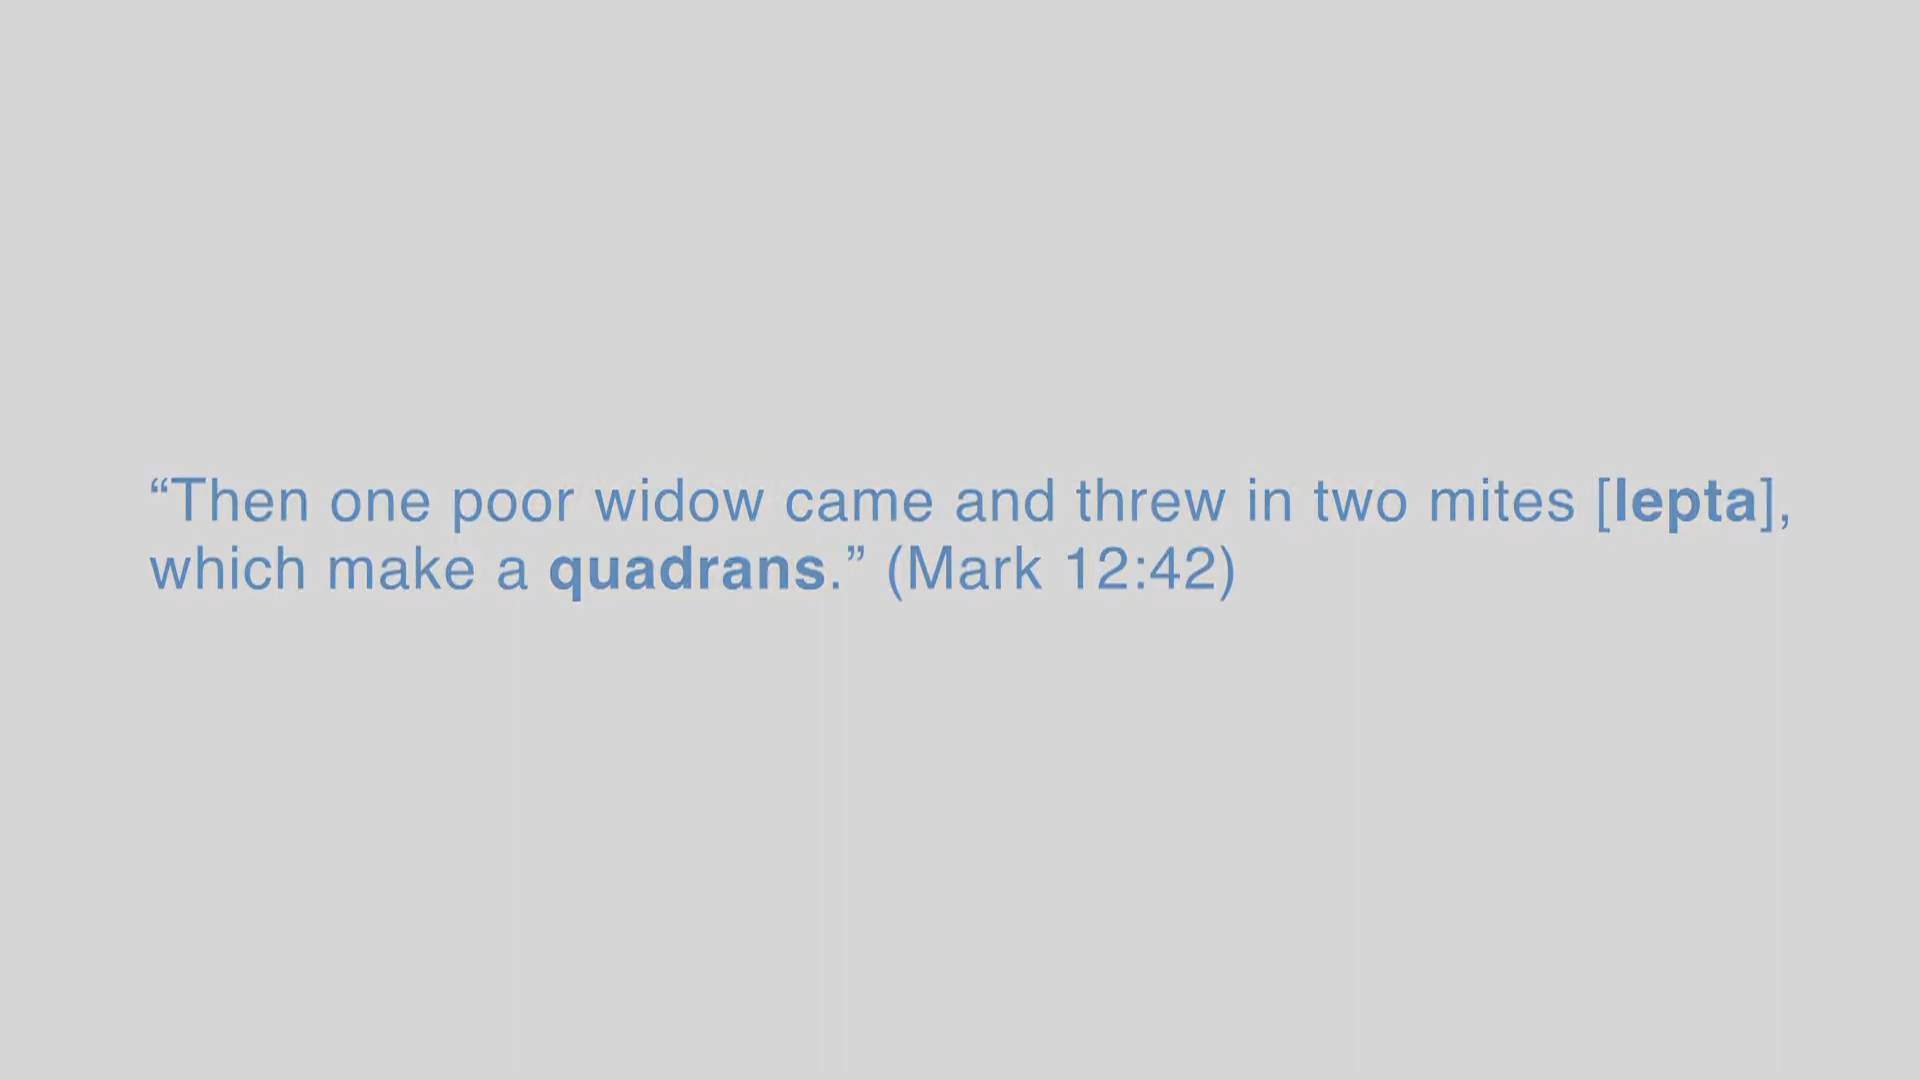 “Then one poor widow came and threw in two mites [lepta],
which make a quadrans.” (Mark 12:42)